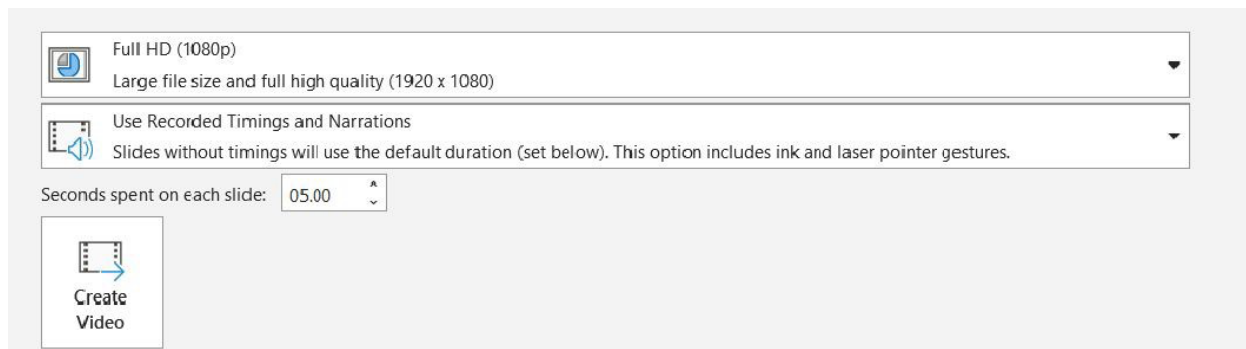 Full HD (1080p)
Large file size and full high quality (1920 x 1080)
Use Recorded Timings and Narrations
Slides without timings will use the default duration (set below). This option includes ink and laser pointer gestures.
Seconds spent on each slide: 05.00
Create
Video